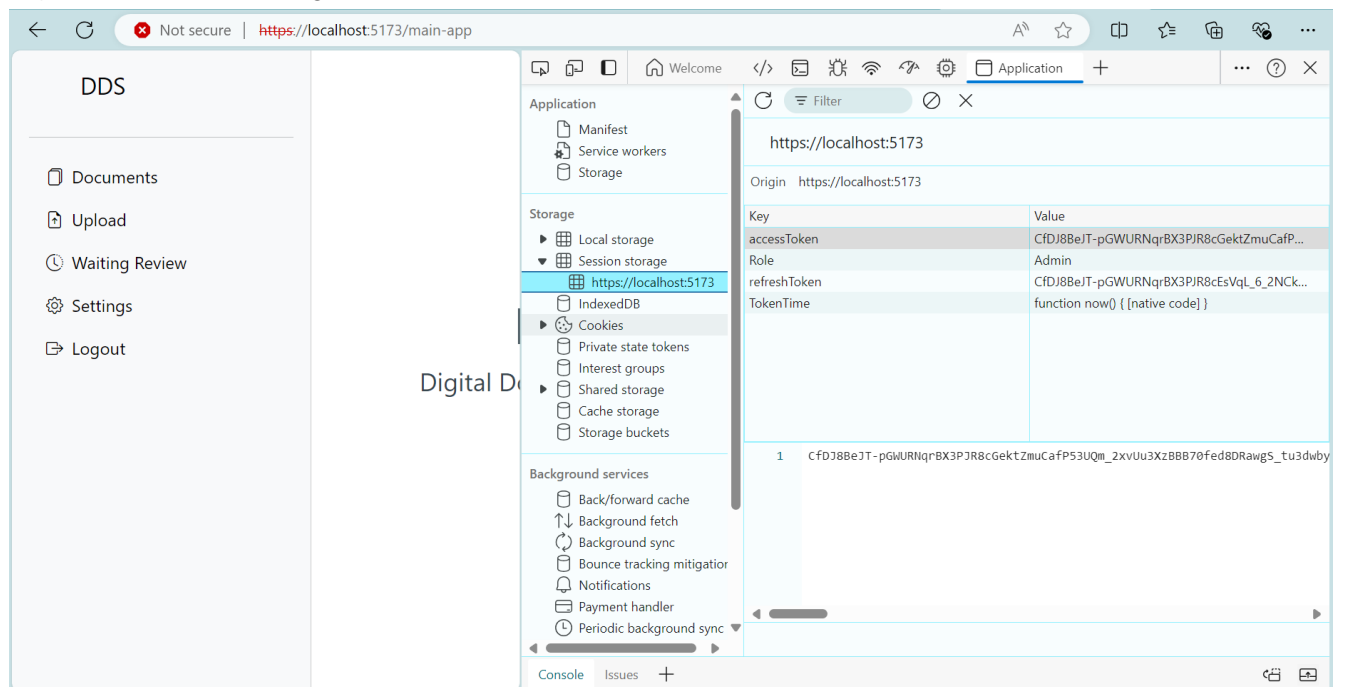 Not secure | https://localhost:5173/main-app
DDS
Documents
Upload
Waiting Review
Settings
Logout
Digital D
Welcome
Application
Application
Manifest
Service workers
Storage
Storage
Local storage
Session storage
https://localhost:5173
IndexedDB
Cookies
Private state tokens
Interest groups
Shared storage
Cache storage
Storage buckets
Background services
Back/forward cache
Background fetch
Background sync
Bounce tracking mitigation
Notifications
Payment handler
Periodic background sync
Filter
https://localhost:5173
Origin https://localhost:5173
Key Value
accessToken CfDJ8BeJT-pGWURNqrBX3PJR8cGektZmuCafP...
Role Admin
refreshToken CfDJ8BeJT-pGWURNqrBX3PJR8cEsVqL_6_2NCk...
TokenTime function now() { [native code] }
1 CfDJ8BeJT-pGWURNqrBX3PJR8cGektZmuCafP53UQm_2xvUu3XzBBB70fed8DRawgS_tu3dwby
Console Issues